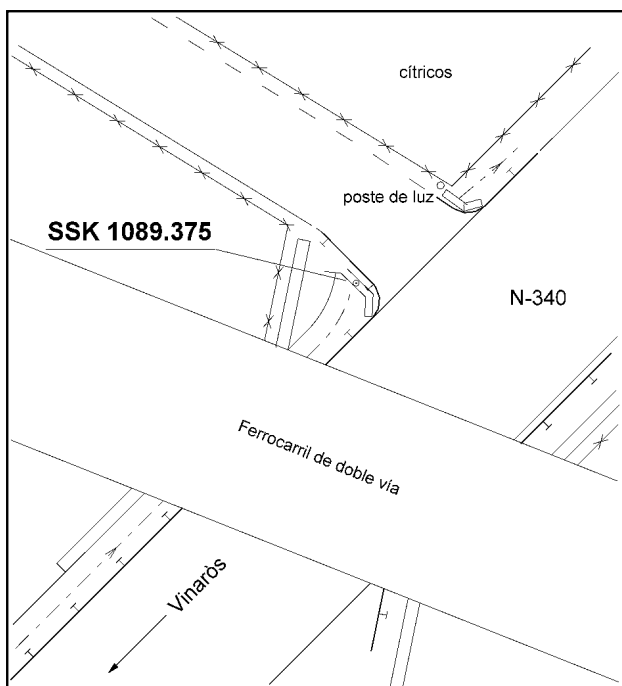 cítricos
poste de luz
SSK 1089.375
N-340
Ferrocarril de doble vía
Vinaròs